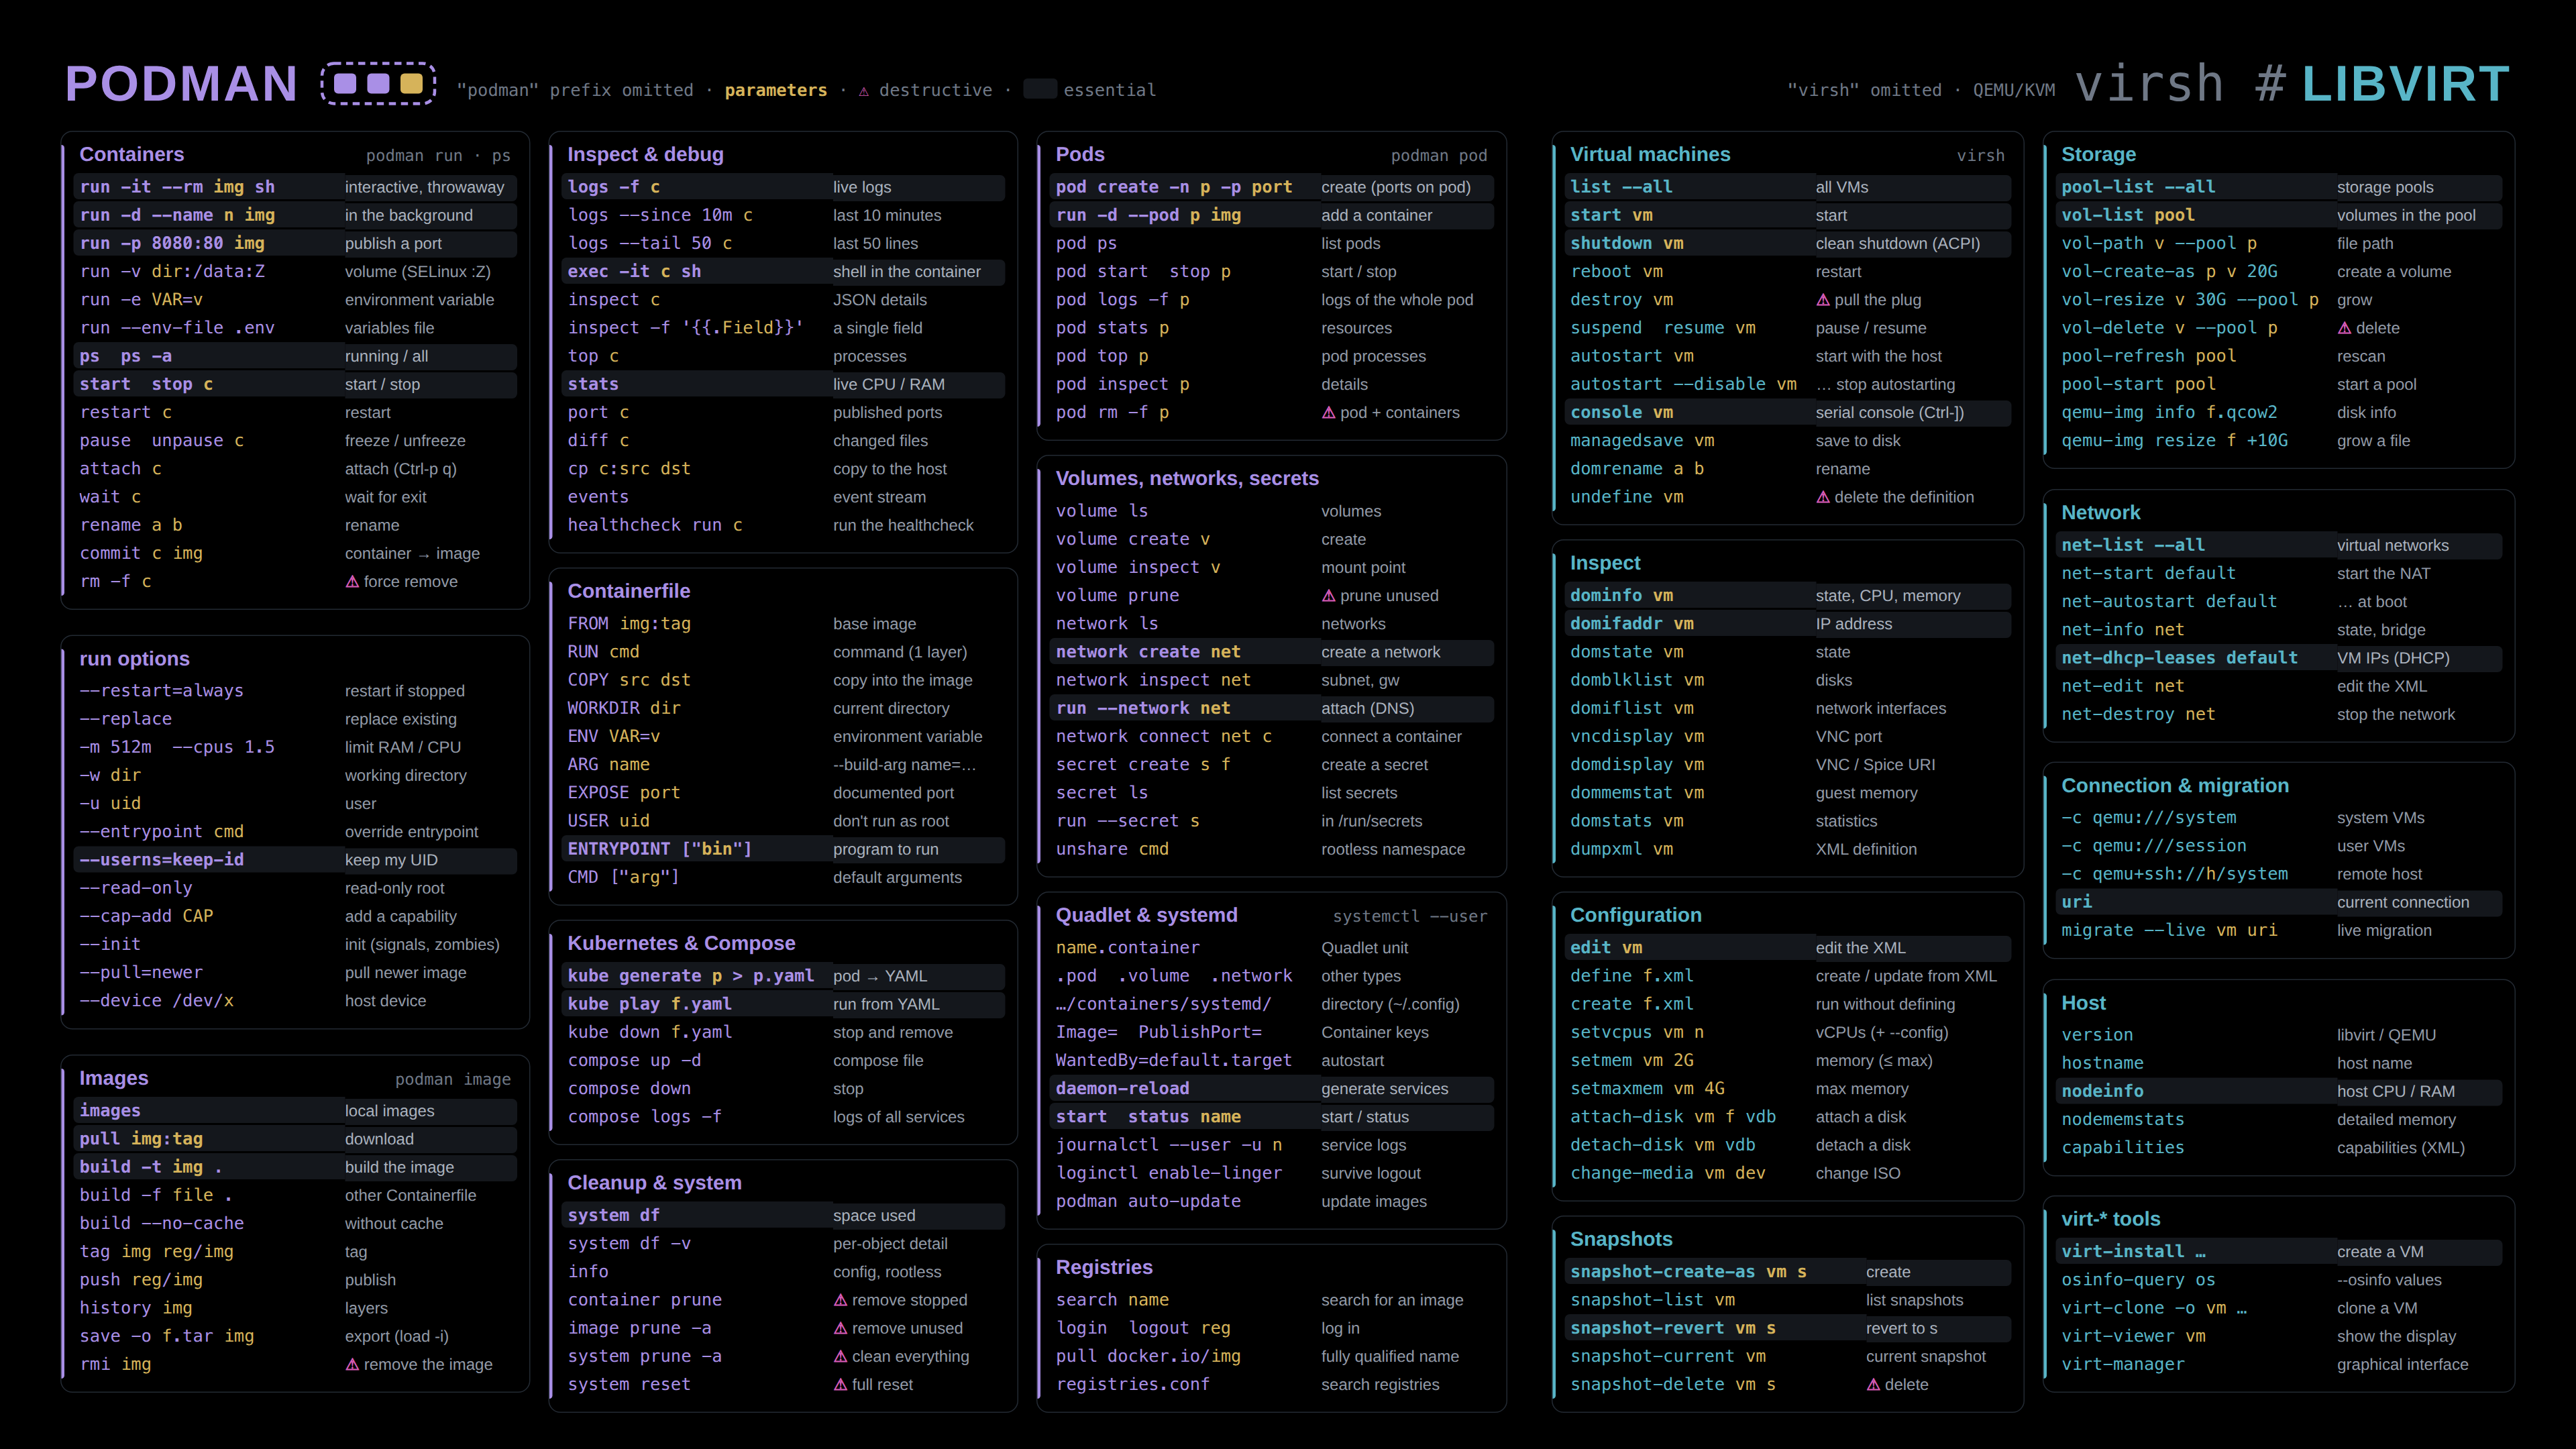 PODMAN "podman" prefix omitted · parameters · ⚠ destructive · essential
"virsh" omitted · QEMU/KVM virsh # LIBVIRT
Containers podman run · ps
run -it --rm img sh interactive, throwaway
run -d --name n img in the background
run -p 8080:80 img publish a port
run -v dir:/data:Z volume (SELinux :Z)
run -e VAR=v environment variable
run --env-file .env variables file
ps ps -a running / all
start stop c start / stop
restart c restart
pause unpause c freeze / unfreeze
attach c attach (Ctrl-p q)
wait c wait for exit
rename a b rename
commit c img container → image
rm -f c ⚠ force remove
run options
--restart=always restart if stopped
--replace replace existing
-m 512m --cpus 1.5 limit RAM / CPU
-w dir working directory
-u uid user
--entrypoint cmd override entrypoint
--userns=keep-id keep my UID
--read-only read-only root
--cap-add CAP add a capability
--init init (signals, zombies)
--pull=newer pull newer image
--device /dev/x host device
Images podman image
images local images
pull img:tag download
build -t img . build the image
build -f file . other Containerfile
build --no-cache without cache
tag img reg/img tag
push reg/img publish
history img layers
save -o f.tar img export (load -i)
rmi img ⚠ remove the image
Inspect & debug
logs -f c live logs
logs --since 10m c last 10 minutes
logs --tail 50 c last 50 lines
exec -it c sh shell in the container
inspect c JSON details
inspect -f '{{.Field}}' a single field
top c processes
stats live CPU / RAM
port c published ports
diff c changed files
cp c:src dst copy to the host
events event stream
healthcheck run c run the healthcheck
Containerfile
FROM img:tag base image
RUN cmd command (1 layer)
COPY src dst copy into the image
WORKDIR dir current directory
ENV VAR=v environment variable
ARG name --build-arg name=…
EXPOSE port documented port
USER uid don't run as root
ENTRYPOINT ["bin"] program to run
CMD ["arg"] default arguments
Kubernetes & Compose
kube generate p > p.yaml pod → YAML
kube play f.yaml run from YAML
kube down f.yaml stop and remove
compose up -d compose file
compose down stop
compose logs -f logs of all services
Cleanup & system
system df space used
system df -v per-object detail
info config, rootless
container prune ⚠ remove stopped
image prune -a ⚠ remove unused
system prune -a ⚠ clean everything
system reset ⚠ full reset
Pods podman pod
pod create -n p -p port create (ports on pod)
run -d --pod p img add a container
pod ps list pods
pod start stop p start / stop
pod logs -f p logs of the whole pod
pod stats p resources
pod top p pod processes
pod inspect p details
pod rm -f p ⚠ pod + containers
Volumes, networks, secrets
volume ls volumes
volume create v create
volume inspect v mount point
volume prune ⚠ prune unused
network ls networks
network create net create a network
network inspect net subnet, gw
run --network net attach (DNS)
network connect net c connect a container
secret create s f create a secret
secret ls list secrets
run --secret s in /run/secrets
unshare cmd rootless namespace
Quadlet & systemd systemctl --user
name.container Quadlet unit
.pod .volume .network other types
…/containers/systemd/ directory (~/.config)
Image= PublishPort= Container keys
WantedBy=default.target autostart
daemon-reload generate services
start status name start / status
journalctl --user -u n service logs
loginctl enable-linger survive logout
podman auto-update update images
Registries
search name search for an image
login logout reg log in
pull docker.io/img fully qualified name
registries.conf search registries
Virtual machines virsh
list --all all VMs
start vm start
shutdown vm clean shutdown (ACPI)
reboot vm restart
destroy vm ⚠ pull the plug
suspend resume vm pause / resume
autostart vm start with the host
autostart --disable vm … stop autostarting
console vm serial console (Ctrl-])
managedsave vm save to disk
domrename a b rename
undefine vm ⚠ delete the definition
Inspect
dominfo vm state, CPU, memory
domifaddr vm IP address
domstate vm state
domblklist vm disks
domiflist vm network interfaces
vncdisplay vm VNC port
domdisplay vm VNC / Spice URI
dommemstat vm guest memory
domstats vm statistics
dumpxml vm XML definition
Configuration
edit vm edit the XML
define f.xml create / update from XML
create f.xml run without defining
setvcpus vm n vCPUs (+ --config)
setmem vm 2G memory (≤ max)
setmaxmem vm 4G max memory
attach-disk vm f vdb attach a disk
detach-disk vm vdb detach a disk
change-media vm dev change ISO
Snapshots
snapshot-create-as vm s create
snapshot-list vm list snapshots
snapshot-revert vm s revert to s
snapshot-current vm current snapshot
snapshot-delete vm s ⚠ delete
Storage
pool-list --all storage pools
vol-list pool volumes in the pool
vol-path v --pool p file path
vol-create-as p v 20G create a volume
vol-resize v 30G --pool p grow
vol-delete v --pool p ⚠ delete
pool-refresh pool rescan
pool-start pool start a pool
qemu-img info f.qcow2 disk info
qemu-img resize f +10G grow a file
Network
net-list --all virtual networks
net-start default start the NAT
net-autostart default … at boot
net-info net state, bridge
net-dhcp-leases default VM IPs (DHCP)
net-edit net edit the XML
net-destroy net stop the network
Connection & migration
-c qemu:///system system VMs
-c qemu:///session user VMs
-c qemu+ssh://h/system remote host
uri current connection
migrate --live vm uri live migration
Host
version libvirt / QEMU
hostname host name
nodeinfo host CPU / RAM
nodememstats detailed memory
capabilities capabilities (XML)
virt-* tools
virt-install … create a VM
osinfo-query os --osinfo values
virt-clone -o vm … clone a VM
virt-viewer vm show the display
virt-manager graphical interface